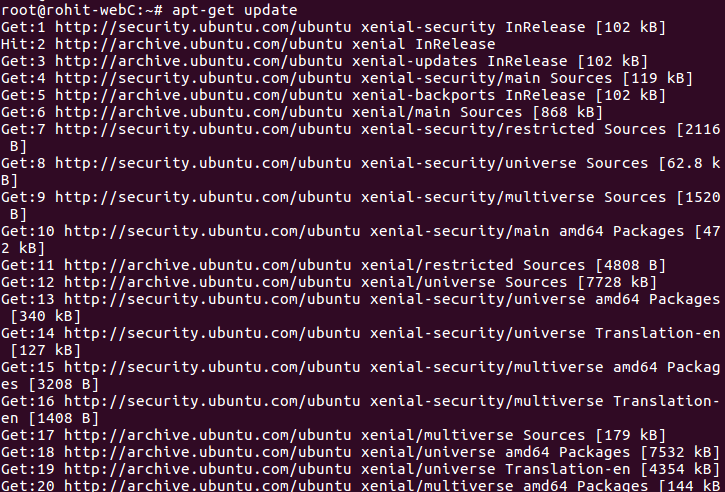 root@rohit-webC:~# apt-get update
Get:1 http://security.ubuntu.com/ubuntu xenial-security InRelease [102 kB]
Hit:2 http://archive.ubuntu.com/ubuntu xenial InRelease
Get:3 http://archive.ubuntu.com/ubuntu xenial-updates InRelease [102 kB]
Get:4 http://security.ubuntu.com/ubuntu xenial-security/main Sources [119 kB]
Get:5 http://archive.ubuntu.com/ubuntu xenial-backports InRelease [102 kB]
Get:6 http://archive.ubuntu.com/ubuntu xenial/main Sources [868 kB]
Get:7 http://security.ubuntu.com/ubuntu xenial-security/restricted Sources [2116
 B]
Get:8 http://security.ubuntu.com/ubuntu xenial-security/universe Sources [62.8 k
B]
Get:9 http://security.ubuntu.com/ubuntu xenial-security/multiverse Sources [1520
 B]
Get:10 http://security.ubuntu.com/ubuntu xenial-security/main amd64 Packages [47
2 kB]
Get:11 http://archive.ubuntu.com/ubuntu xenial/restricted Sources [4808 B]
Get:12 http://archive.ubuntu.com/ubuntu xenial/universe Sources [7728 kB]
Get:13 http://security.ubuntu.com/ubuntu xenial-security/universe amd64 Packages
 [340 kB]
Get:14 http://security.ubuntu.com/ubuntu xenial-security/universe Translation-en
 [127 kB]
Get:15 http://security.ubuntu.com/ubuntu xenial-security/multiverse amd64 Packag
es [3208 B]
Get:16 http://security.ubuntu.com/ubuntu xenial-security/multiverse Translation-
en [1408 B]
Get:17 http://archive.ubuntu.com/ubuntu xenial/multiverse Sources [179 kB]
Get:18 http://archive.ubuntu.com/ubuntu xenial/universe amd64 Packages [7532 kB]
Get:19 http://archive.ubuntu.com/ubuntu xenial/universe Translation-en [4354 kB]
Get:20 http://archive.ubuntu.com/ubuntu xenial/multiverse amd64 Packages [144 kB